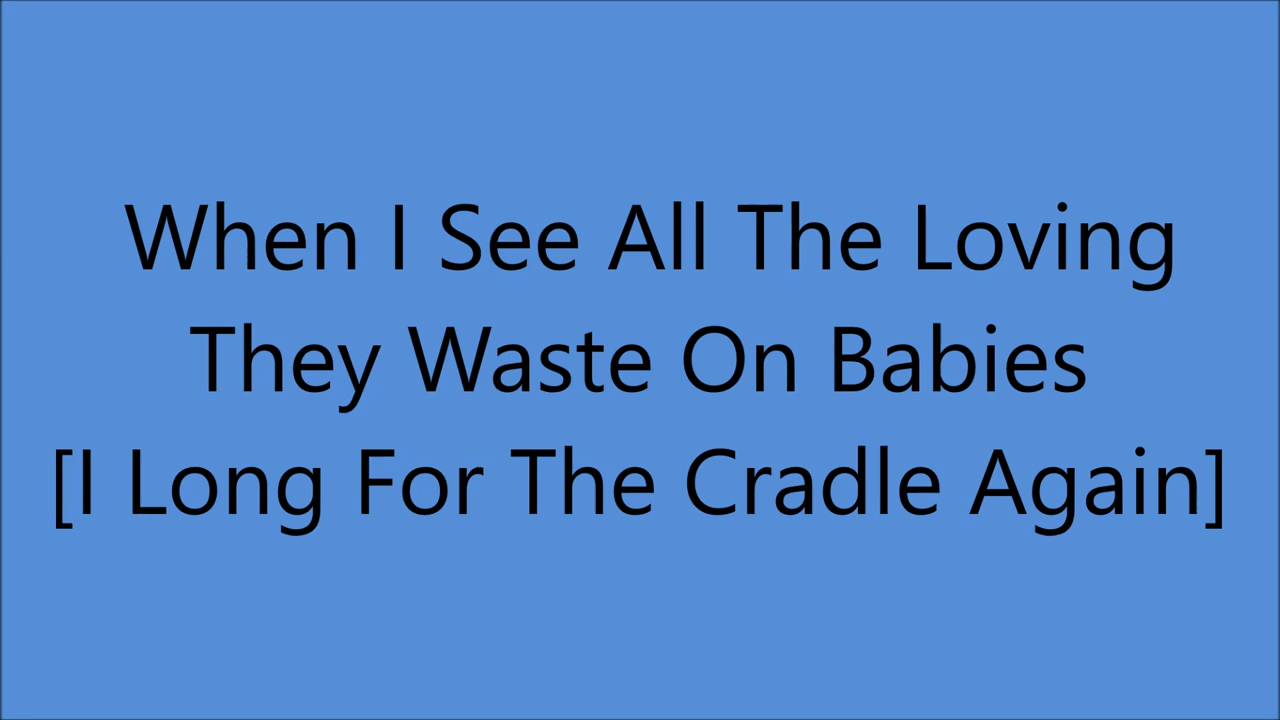 When I See All The Loving
They Waste On Babies
[I Long For The Cradle Again]